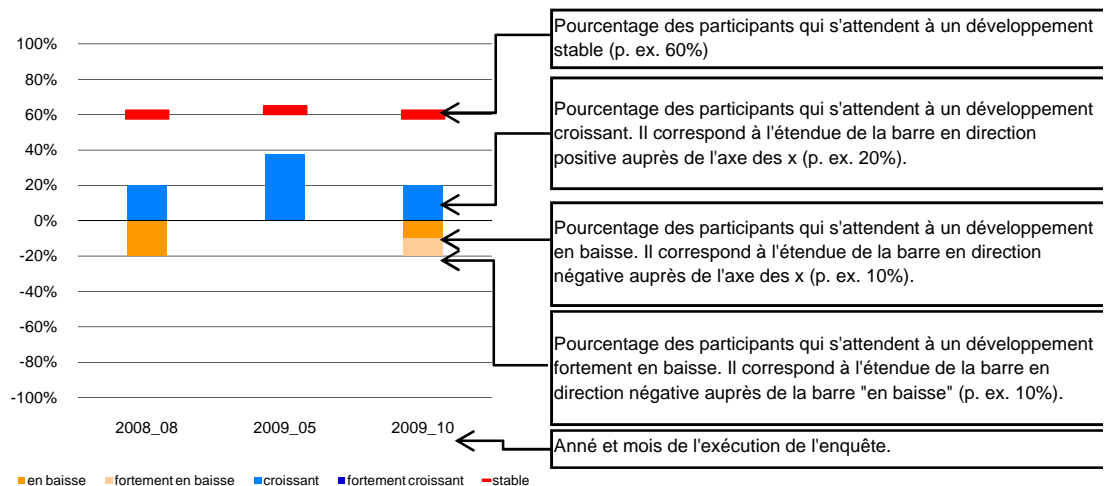 100%
80%
60%
40%
20%
0%
-20%
-40%
-60%
-80%
-100%
2008_08 2009_05 2009_10
en baisse fortement en baisse croissant fortement croissant stable
Pourcentage des participants qui s'attendent à un développement
stable (p. ex. 60%)
Pourcentage des participants qui s'attendent à un développement
croissant. Il correspond à l'étendue de la barre en direction
positive auprès de l'axe des x (p. ex. 20%).
Pourcentage des participants qui s'attendent à un développement
en baisse. Il correspond à l'étendue de la barre en direction
négative auprès de l'axe des x (p. ex. 10%).
Pourcentage des participants qui s'attendent à un développement
fortement en baisse. Il correspond à l'étendue de la barre en
direction négative auprès de la barre "en baisse" (p. ex. 10%).
Anné et mois de l'exécution de l'enquête.